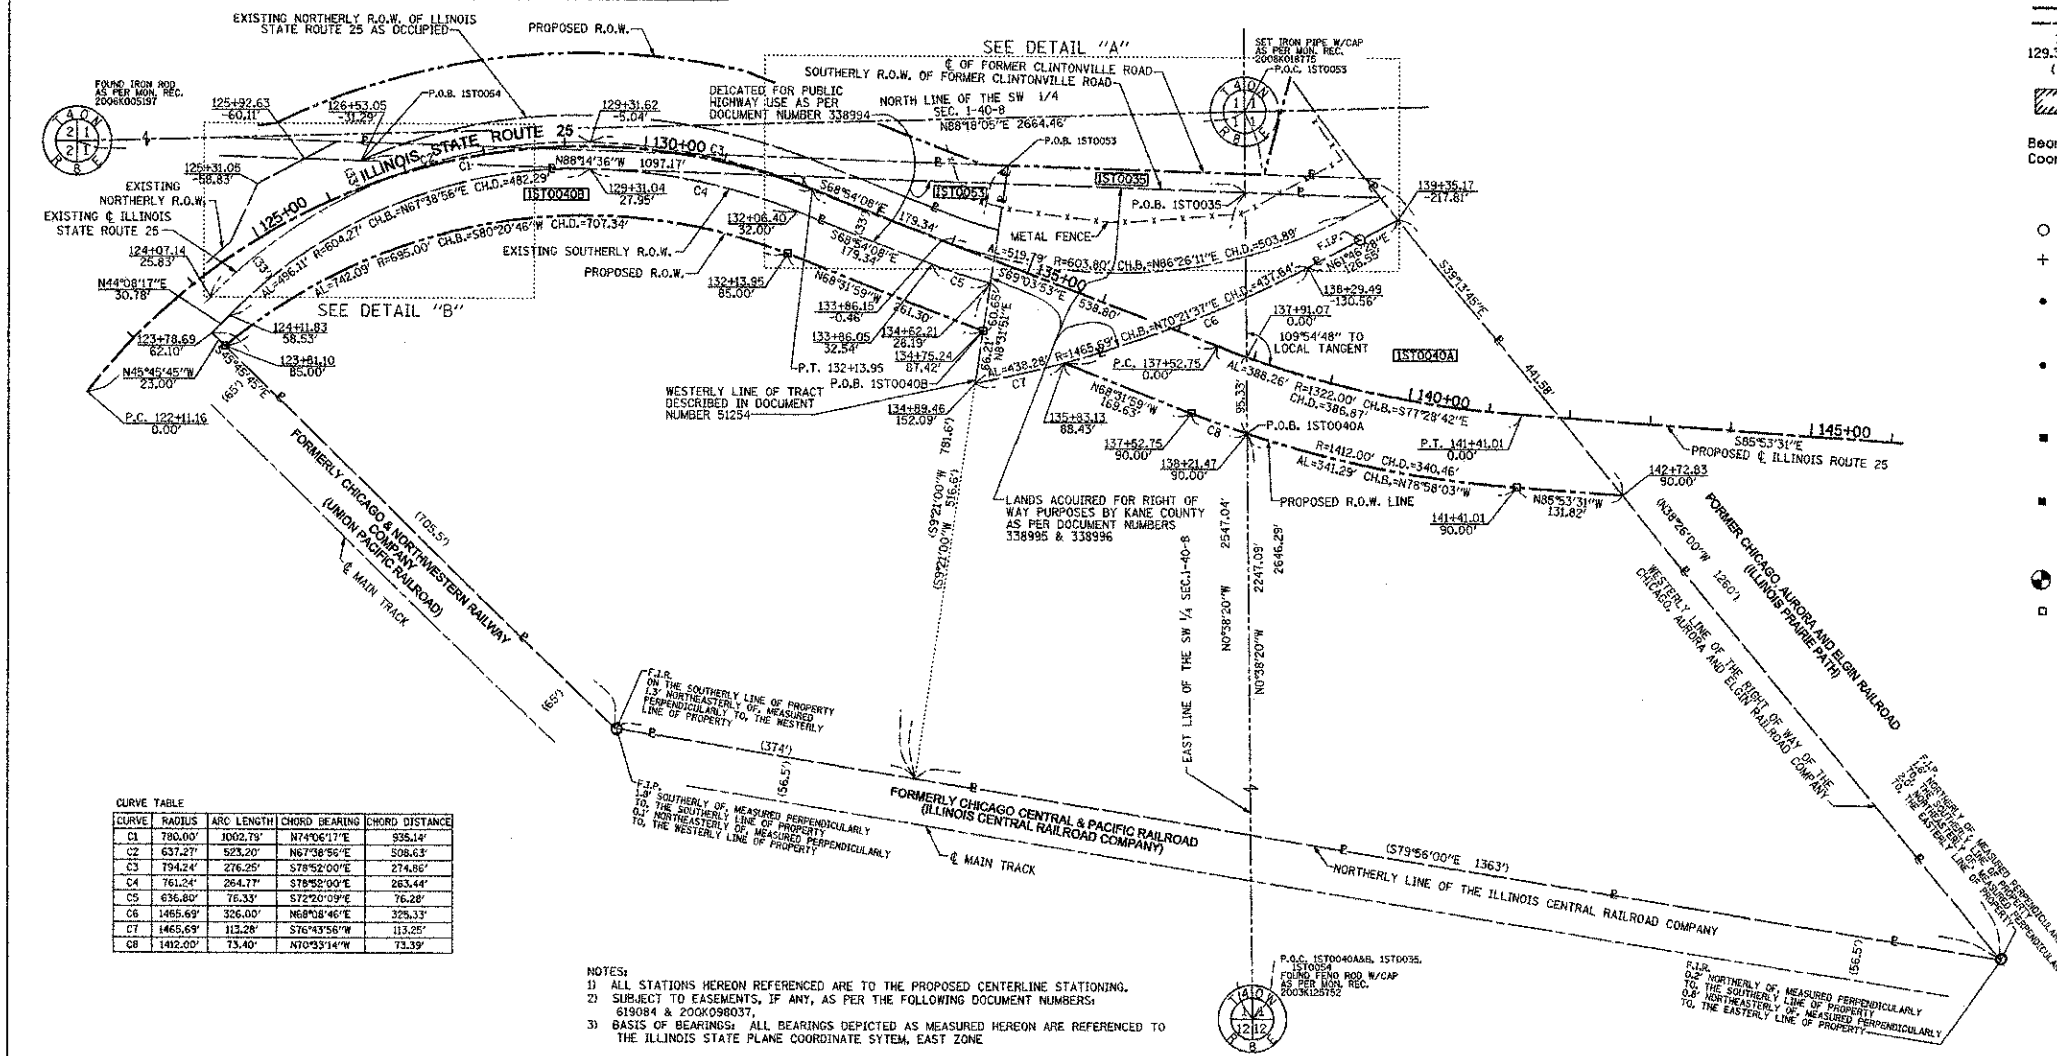 EXISTING NORTHERLY R.O.W. OF LLINOIS
STATE ROUTE 25 AS OCCUPIED
PROPOSED R.O.W.
SEE DETAIL "A"
℄ OF FORMER CLINTONVILLE ROAD
SOUTHERLY R.O.W. OF FORMER CLINTONVILLE ROAD
SET IRON PIPE W/CAP
AS PER MON. REC.
2008K018775
P.O.C. 1ST0053
FOUND IRON ROD
AS PER MON. REC.
2006K005197
125+92.63
-60.11'
126+53.05
-31.29'
P.O.B. 1ST0054
129+31.62
-5.04'
DEICATED FOR PUBLIC
HIGHWAY USE AS PER
DOCUMENT NUMBER 338994
NORTH LINE OF THE SW 1/4
SEC. 1-40-8
N88°18'05"E 2664.46'
P.O.B. 1ST0053
T 40 N
R 8 E
ILLINOIS STATE ROUTE 25
130+00
C3
C1
C2
N88°14'36"W 1097.17'
125+31.05
-58.83'
EXISTING
NORTHERLY R.O.W.
EXISTING ℄ ILLINOIS
STATE ROUTE 25
125+00
124+07.14
25.83'
N44°08'17"E
30.78'
1ST0040B
129+31.04
27.95'
C4
1ST0053
1ST0035
P.O.B. 1ST0035
139+35.17
-217.81'
METAL FENCE
(33')
AL=496.11' R=604.27' CH.B.=N67°38'56"E CH.D.=482.29'
AL=742.09' R=695.00' CH.B.=S80°20'46"W CH.D.=707.34'
EXISTING SOUTHERLY R.O.W.
PROPOSED R.O.W.
132+06.40
32.00'
S68°54'08"E 179.34'
S68°54'08"E
179.34'
AL=519.79' R=603.80' CH.B.=N86°26'11"E CH.D.=503.89'
F.I.P.
N61°46'28"E
126.55'
S39°13'45"E
441.58'
SEE DETAIL "B"
132+13.95
85.00'
N68°31'59"W
261.30'
133+86.15
-0.46'
133+86.05
32.54'
134+62.21
28.19'
134+75.24
87.42'
C5
S69°03'53"E 538.80'
135+00
60.65'
66.21'
N8°31'51"E
AL=438.28' R=1465.69' CH.B.=N70°21'37"E CH.D.=437.64'
C6
C7
138+29.49
-130.56'
137+91.07
0.00'
109°54'48" TO
LOCAL TANGENT
1ST0040A
123+78.69
62.10'
124+11.83
58.53'
123+81.10
85.00'
N45°45'45"W
23.00'
S45°45'45"E
(65')
P.C. 122+11.16
0.00'
P.T. 132+13.95
P.O.B. 1ST0040B
P.C. 137+52.75
0.00'
WESTERLY LINE OF TRACT
DESCRIBED IN DOCUMENT
NUMBER 51254
134+89.46
152.09'
135+83.13
88.43'
N68°31'59"W
169.63'
137+52.75
90.00'
C8
95.33'
P.O.B. 1ST0040A
AL=388.26' R=1322.00' CH.B.=S77°28'42"E
CH.D.=386.87'
140+00
145+00
S85°53'31"E
PROPOSED ℄ ILLINOIS ROUTE 25
P.T. 141+41.01
0.00'
138+21.47
90.00'
R=1412.00' CH.D.=340.46'
AL=341.29' CH.B.=N78°58'03"W
PROPOSED R.O.W. LINE
141+41.01
90.00'
N85°53'31"W
131.82'
142+72.83
90.00'
LANDS ACQUIRED FOR RIGHT OF
WAY PURPOSES BY KANE COUNTY
AS PER DOCUMENT NUMBERS
338995 & 338996
(S9°21'00"W 781.6')
(S9°21'00"W 516.6')
EAST LINE OF THE SW 1/4 SEC.1-40-8
N0°38'20"W 2547.04'
N0°38'20"W 2247.09'
2646.29'
FORMERLY CHICAGO & NORTHWESTERN RAILWAY
COMPANY
(UNION PACIFIC RAILROAD)
(705.5')
℄ MAIN TRACK
(65')
(N38°26'00"W 1260')
FORMER CHICAGO, AURORA AND ELGIN RAILROAD
(ILLINOIS PRAIRIE PATH)
WESTERLY LINE OF THE RIGHT OF WAY OF THE
CHICAGO, AURORA AND ELGIN RAILROAD COMPANY
F.I.R.
ON THE SOUTHERLY LINE OF PROPERTY
1.3' NORTHEASTERLY OF, MEASURED
PERPENDICULARLY TO, THE WESTERLY
LINE OF PROPERTY
(374')
(56.5')
F.I.P.
1.8' SOUTHERLY OF, MEASURED PERPENDICULARLY
TO, THE SOUTHERLY LINE OF PROPERTY
0.1' NORTHEASTERLY OF, MEASURED PERPENDICULARLY
TO, THE WESTERLY LINE OF PROPERTY
FORMERLY CHICAGO CENTRAL & PACIFIC RAILROAD
(ILLINOIS CENTRAL RAILROAD COMPANY)
℄ MAIN TRACK
(S79°56'00"E 1363')
NORTHERLY LINE OF THE ILLINOIS CENTRAL RAILROAD COMPANY
(56.5')
F.I.R.
0.2' NORTHERLY OF, MEASURED PERPENDICULARLY
TO, THE SOUTHERLY LINE OF PROPERTY
0.8' NORTHEASTERLY OF, MEASURED PERPENDICULARLY
TO, THE EASTERLY LINE OF PROPERTY
CURVE TABLE
CURVE RADIUS ARC LENGTH CHORD BEARING CHORD DISTANCE
C1 780.00' 1002.79' N74°06'17"E 935.14'
C2 637.27' 523.20' N67°38'56"E 508.63'
C3 794.24' 276.25' S78°52'00"E 274.86'
C4 761.24' 264.77' S78°52'00"E 263.44'
C5 636.80' 76.33' S72°20'09"E 76.28'
C6 1465.69' 326.00' N68°08'46"E 325.33'
C7 1465.69' 113.28' S76°43'56"W 113.25'
C8 1412.00' 73.40' N70°33'14"W 73.39'
NOTES:
1) ALL STATIONS HEREON REFERENCED ARE TO THE PROPOSED CENTERLINE STATIONING.
2) SUBJECT TO EASEMENTS, IF ANY, AS PER THE FOLLOWING DOCUMENT NUMBERS:
619084 & 200K098037,
3) BASIS OF BEARINGS: ALL BEARINGS DEPICTED AS MEASURED HEREON ARE REFERENCED TO
THE ILLINOIS STATE PLANE COORDINATE SYTEM, EAST ZONE
P.O.C. 1ST0040A&B, 1ST0035,
1ST0054
FOUND FENO ROD W/CAP
AS PER MON. REC.
2003K125752
129.
Bear
Coor